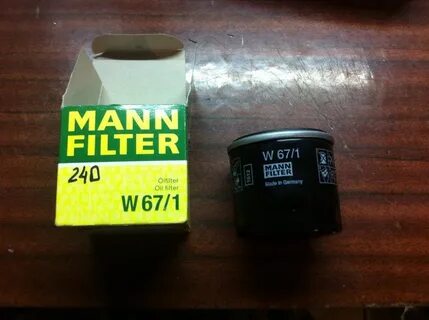 MANN
FILTER
240
Ölfilter
Oil filter
W 67/1
W 67/1
MANN
FILTER
Made in Germany